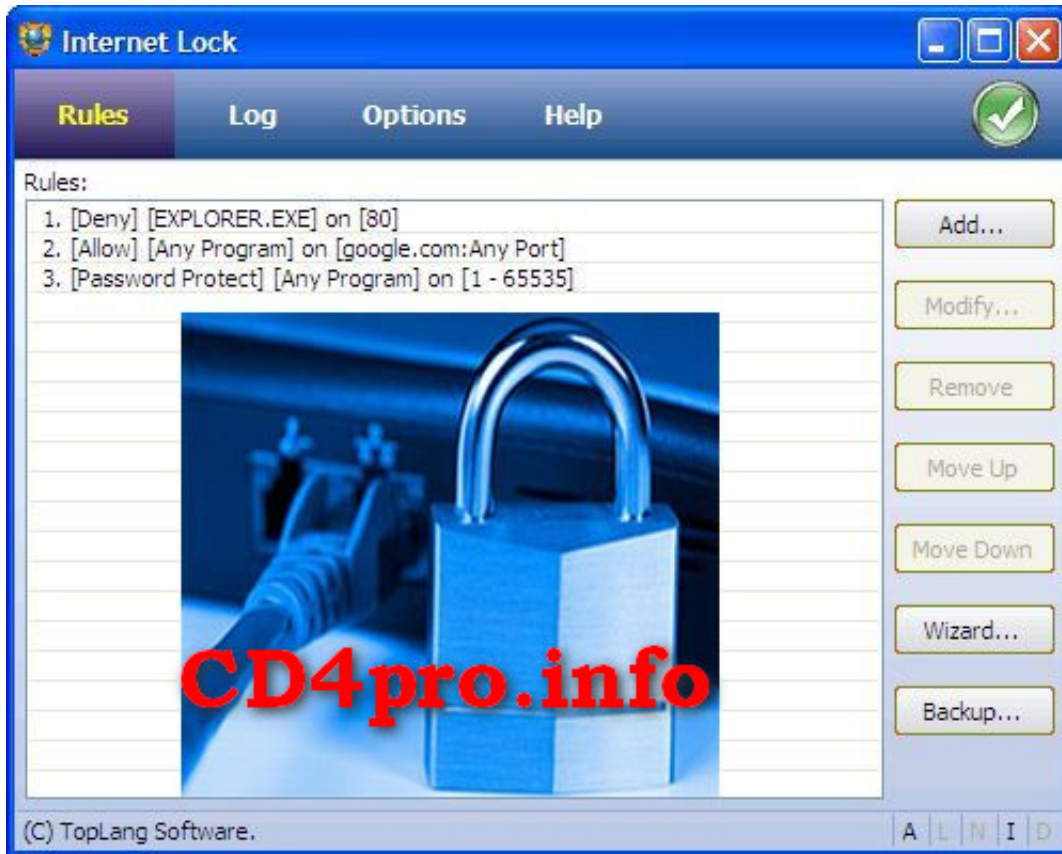 Internet Lock
Rules Log Options Help
Rules:
1. [Deny] [EXPLORER.EXE] on [80]
2. [Allow] [Any Program] on [google.com:Any Port]
3. [Password Protect] [Any Program] on [1 - 65535]
Add...
Modify...
Remove
Move Up
Move Down
Wizard...
Backup...
CD4pro.info
(C) TopLang Software.
A L N I D